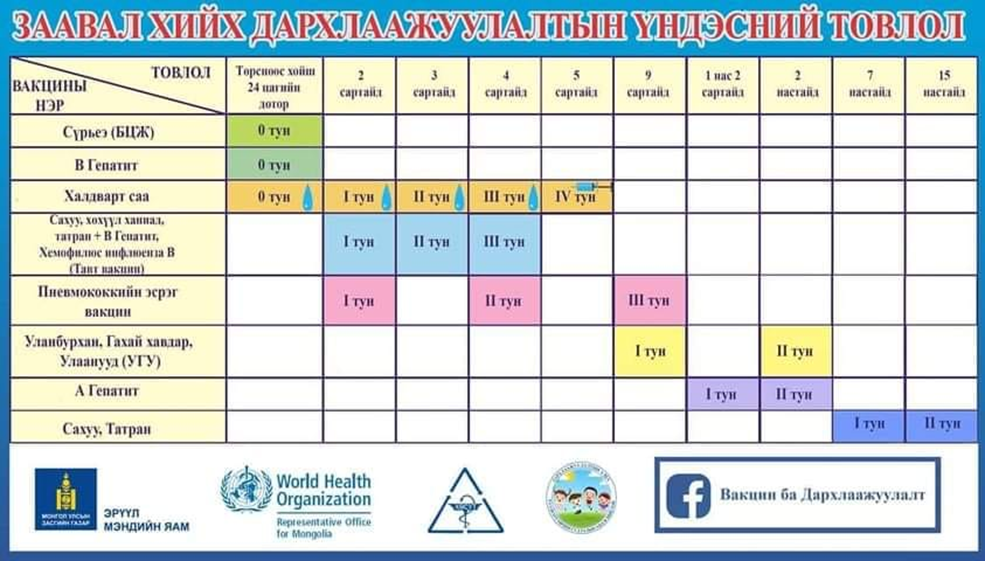 ЗААВАЛ ХИЙХ ДАРХЛААЖУУЛАЛТЫН ҮНДЭСНИЙ ТОВЛОЛ
ТОВЛОЛ
ВАКЦИНЫ
НЭР
Төрснөөс хойш
24 цагийн
дотор
2
сартайд
3
сартайд
4
сартайд
5
сартайд
9
сартайд
1 нас 2
сартайд
2
настайд
7
настайд
15
настайд
Сүрьеэ (БЦЖ)
0 тун
В Гепатит
0 тун
Халдварт саа
0 тун
I тун
II тун
III тун
IV тун
Сахуу, хөхүүл ханиад,
татран + В Гепатит,
Хемофилюс инфлюенза В
(Тавт вакцин)
I тун
II тун
III тун
Пневмококкийн эсрэг
вакцин
I тун
II тун
III тун
Уланбурхан, Гахай хавдар,
Улаанууд (УГУ)
I тун
II тун
А Гепатит
I тун
II тун
Сахуу, Татран
I тун
II тун
МОНГОЛ УЛСЫН
ЗАСГИЙН ГАЗАР
ЭРҮҮЛ
МЭНДИЙН ЯАМ
World Health
Organization
Representative Office
for Mongolia
Вакцин ба Дархлаажуулалт